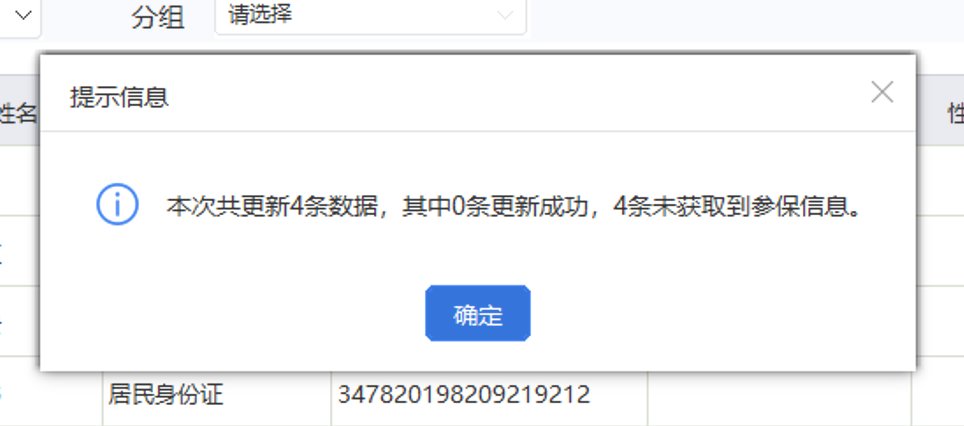 分组 请选择
提示信息
姓名 性
本次共更新4条数据，其中0条更新成功，4条未获取到参保信息。
确定
居民身份证 347820198209219212